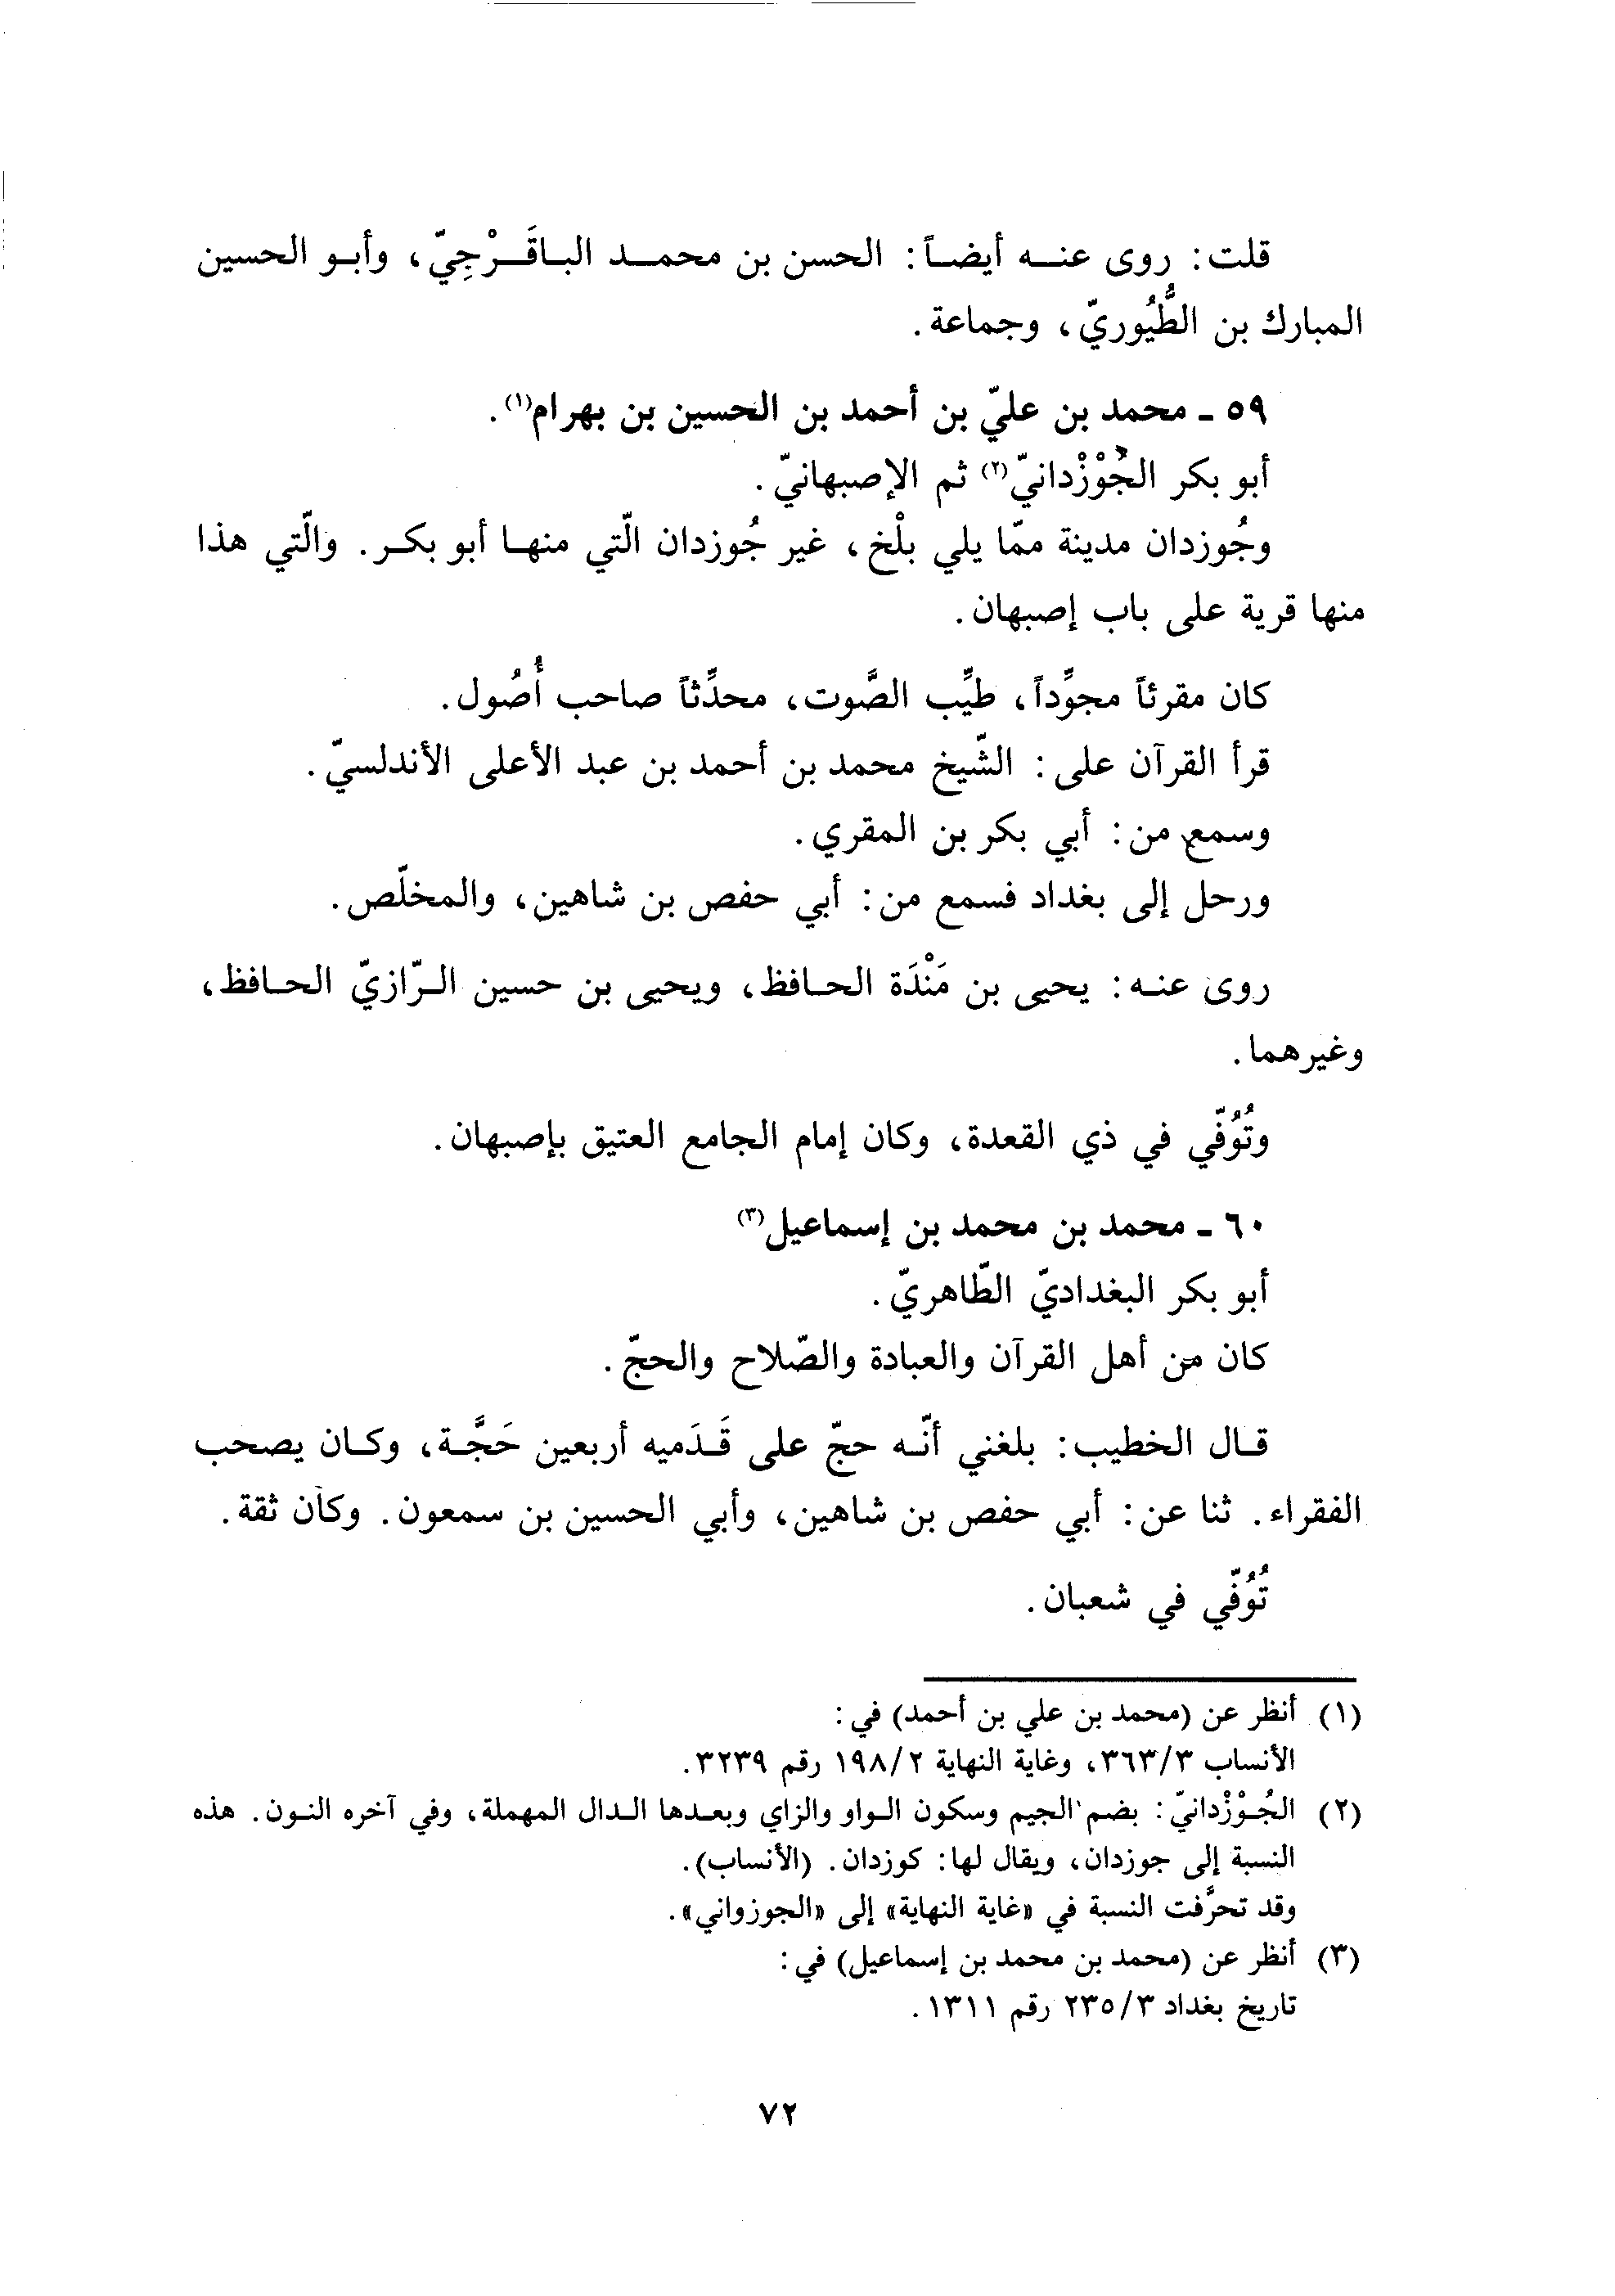 قلت: روى عنه أيضاً: الحسن بن محمد الباقَرْجِيّ، وأبو الحسين
المبارك بن الطُّيُوريّ، وجماعة.
٥٩ ـ محمد بن عليّ بن أحمد بن الحسين بن بهرام(١).
أبو بكر الجُوْزْدانيّ(٢) ثم الإصبهانيّ.
وجُوزدان مدينة ممّا يلي بلْخ، غير جُوزدان الّتي منها أبو بكر. والّتي هذا
منها قرية على باب إصبهان.
كان مقرئاً مجوِّداً، طيِّب الصَّوت، محدِّثاً صاحب أُصُول.
قرأ القرآن على: الشّيخ محمد بن أحمد بن عبد الأعلى الأندلسيّ.
وسمع من: أبي بكر بن المقري.
ورحل إلى بغداد فسمع من: أبي حفص بن شاهين، والمخلّص.
روى عنه: يحيى بن مَنْدَة الحافظ، ويحيى بن حسين الرّازيّ الحافظ،
وغيرهما.
وتُوُفّي في ذي القعدة، وكان إمام الجامع العتيق بإصبهان.
٦٠ ـ محمد بن محمد بن إسماعيل(٣)
أبو بكر البغداديّ الطّاهريّ.
كان من أهل القرآن والعبادة والصّلاح والحجّ.
قال الخطيب: بلغني أنّه حجّ على قَدَميه أربعين حَجَّة، وكان يصحب
الفقراء. ثنا عن: أبي حفص بن شاهين، وأبي الحسين بن سمعون. وكان ثقة.
تُوُفّي في شعبان.
(١) أنظر عن (محمد بن علي بن أحمد) في:
الأنساب ٣٦٣/٣، وغاية النهاية ١٩٨/٢ رقم ٣٢٣٩.
(٢) الجُوْزْدانيّ: بضم الجيم وسكون الواو والزاي وبعدها الدال المهملة، وفي آخره النون. هذه
النسبة إلى جوزدان، ويقال لها: كوزدان. (الأنساب).
وقد تحرَّفت النسبة في «غاية النهاية» إلى «الجوزواني».
(٣) أنظر عن (محمد بن محمد بن إسماعيل) في:
تاريخ بغداد ٢٣٥/٣ رقم ١٣١١.
٧٢